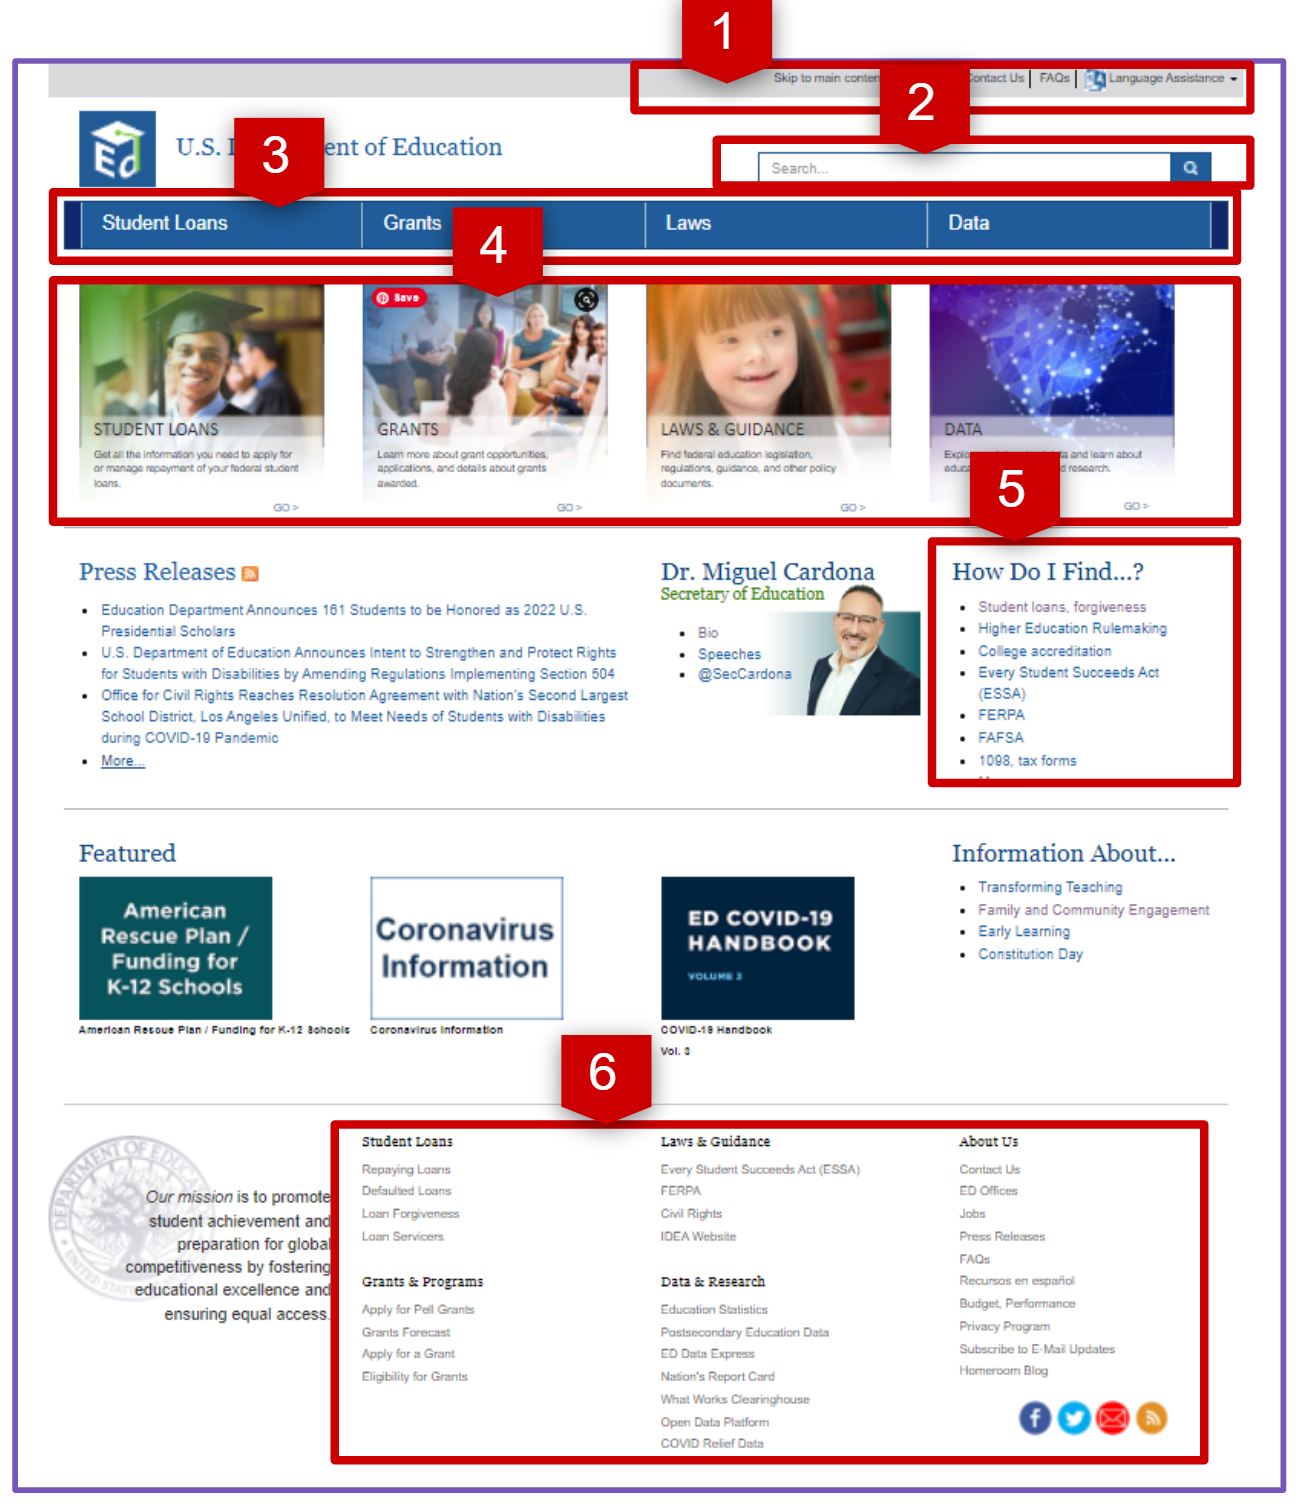 1
Skip to main conten
Contact Us | FAQs | Language Assistance
2
Ed
U.S.
ent of Education
3
Search...
Student Loans
Grants
Laws
Data
4
Save
STUDENT LOANS
Get all the information you need to apply for
or manage repayment of your federal student
loans.
GO >
GRANTS
Learn more about grant opportunities,
applications, and details about grants
awarded.
GO >
LAWS & GUIDANCE
Find federal education legislation,
regulations, guidance, and other policy
documents.
GO >
DATA
and learn about
research.
GO >
5
Press Releases
Education Department Announces 161 Students to be Honored as 2022 U.S.
Presidential Scholars
U.S. Department of Education Announces Intent to Strengthen and Protect Rights
for Students with Disabilities by Amending Regulations Implementing Section 504
Office for Civil Rights Reaches Resolution Agreement with Nation's Second Largest
School District, Los Angeles Unified, to Meet Needs of Students with Disabilities
during COVID-19 Pandemic
More...
Dr. Miguel Cardona
Secretary of Education
Bio
Speeches
@SecCardona
How Do I Find...?
Student loans, forgiveness
Higher Education Rulemaking
College accreditation
Every Student Succeeds Act
(ESSA)
FERPA
FAFSA
1098, tax forms
Featured
American
Rescue Plan /
Funding for
K-12 Schools
American Rescue Plan / Funding for K-12 Schools
Coronavirus
Information
Coronavirus Information
ED COVID-19
HANDBOOK
VOLUME 3
COVID-19 Handbook
Vol. 3
Information About...
Transforming Teaching
Family and Community Engagement
Early Learning
Constitution Day
6
Our mission is to promote
student achievement and
preparation for global
competitiveness by fostering
educational excellence and
ensuring equal access.
Student Loans
Repaying Loans
Defaulted Loans
Loan Forgiveness
Loan Servicers
Grants & Programs
Apply for Pell Grants
Grants Forecast
Apply for a Grant
Eligibility for Grants
Laws & Guidance
Every Student Succeeds Act (ESSA)
FERPA
Civil Rights
IDEA Website
Data & Research
Education Statistics
Postsecondary Education Data
ED Data Express
Nation's Report Card
What Works Clearinghouse
Open Data Platform
COVID Relief Data
About Us
Contact Us
ED Offices
Jobs
Press Releases
FAQs
Recursos en español
Budget, Performance
Privacy Program
Subscribe to E-Mail Updates
Homeroom Blog